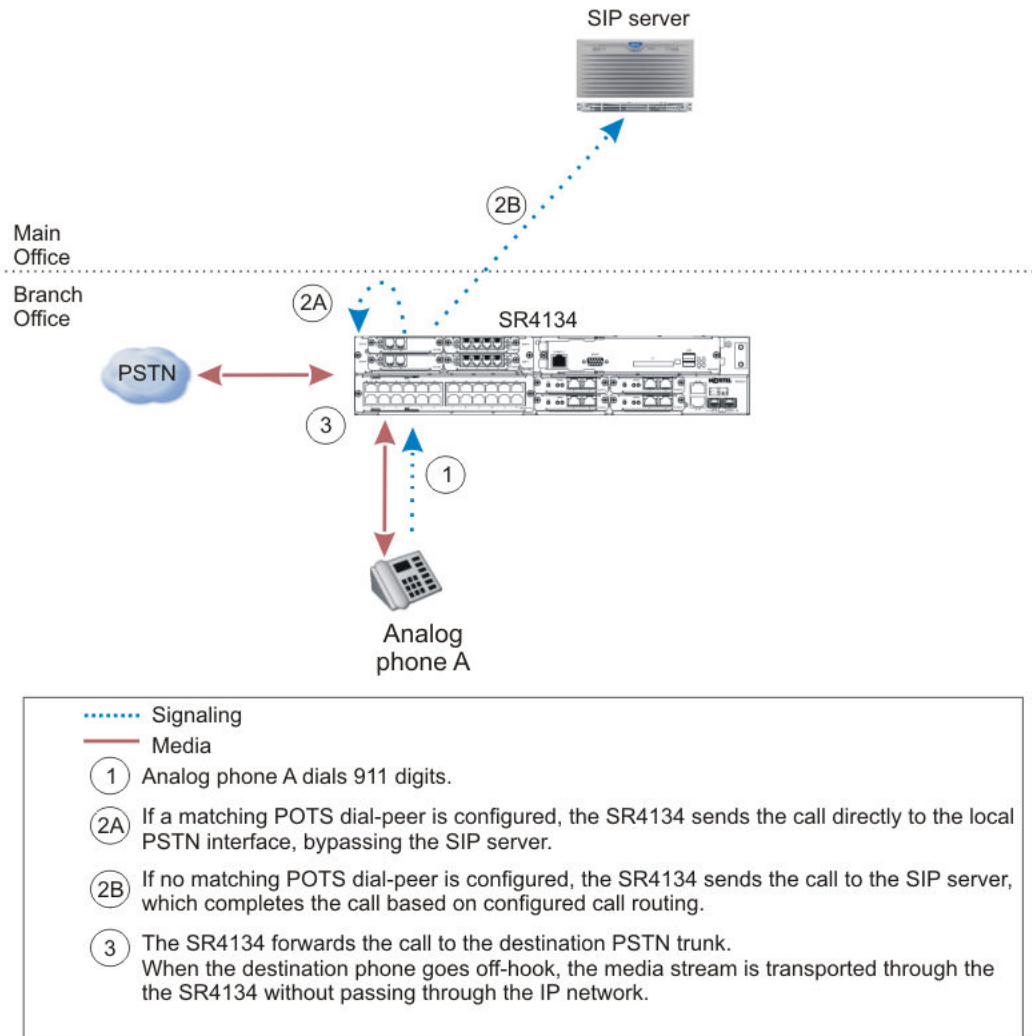 SIP server
2B
Main
Office
Branch
Office
2A
SR4134
PSTN
NORTEL
3
1
Analog
phone A
Signaling
Media
1 Analog phone A dials 911 digits.
2A If a matching POTS dial-peer is configured, the SR4134 sends the call directly to the local
PSTN interface, bypassing the SIP server.
2B If no matching POTS dial-peer is configured, the SR4134 sends the call to the SIP server,
which completes the call based on configured call routing.
3 The SR4134 forwards the call to the destination PSTN trunk.
When the destination phone goes off-hook, the media stream is transported through the
the SR4134 without passing through the IP network.